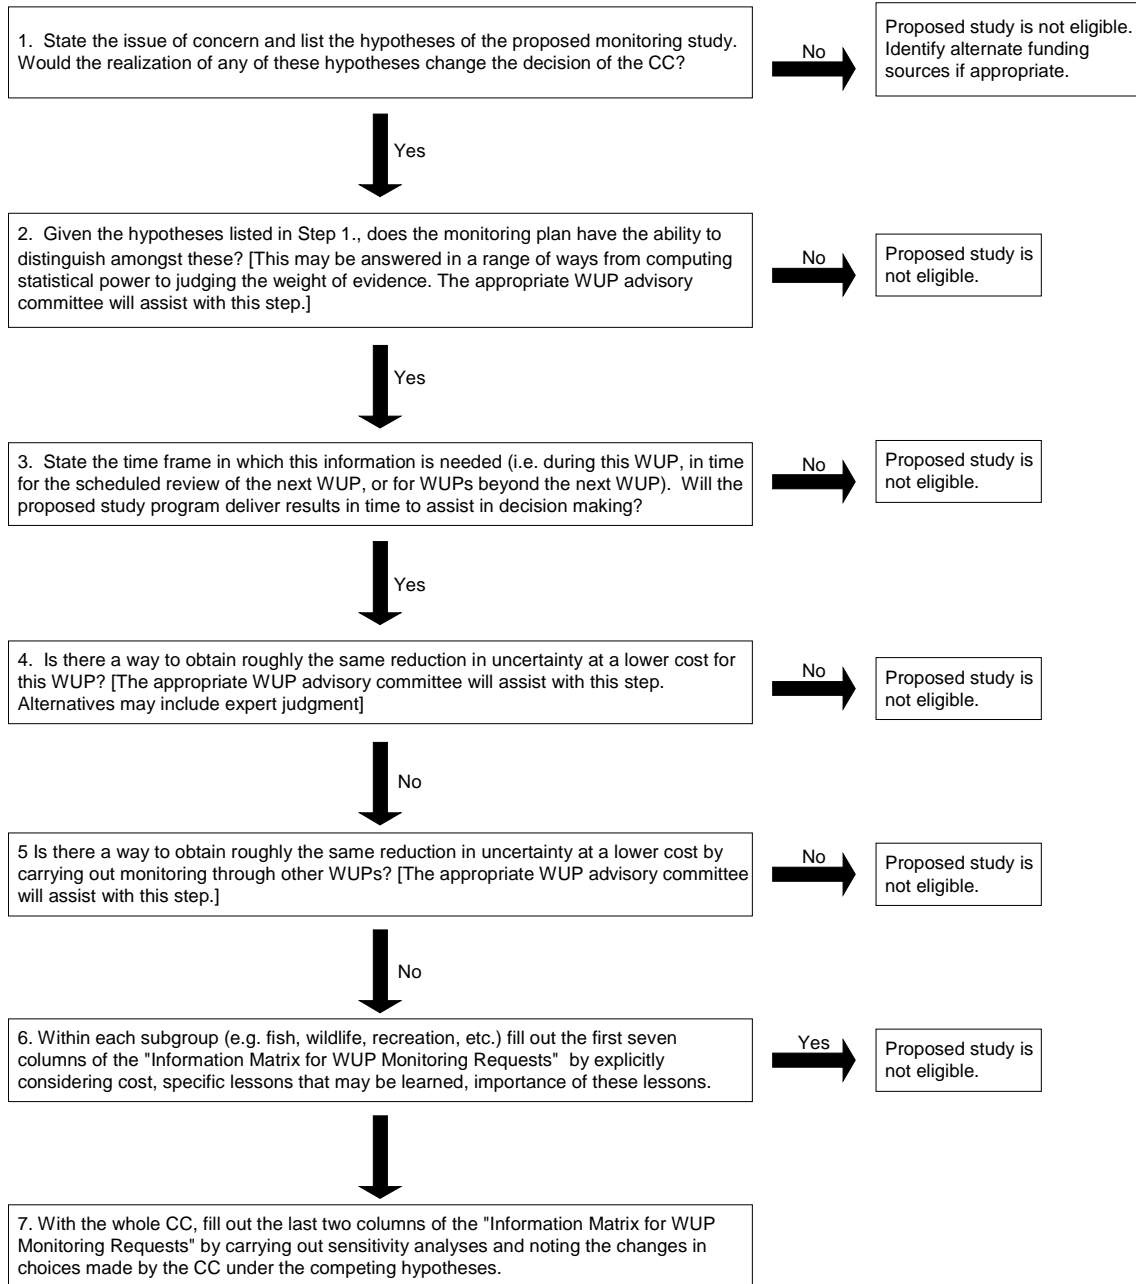 1. State the issue of concern and list the hypotheses of the proposed monitoring study.
Would the realization of any of these hypotheses change the decision of the CC?
No
Proposed study is not eligible.
Identify alternate funding
sources if appropriate.
Yes
2. Given the hypotheses listed in Step 1., does the monitoring plan have the ability to
distinguish amongst these? [This may be answered in a range of ways from computing
statistical power to judging the weight of evidence. The appropriate WUP advisory
committee will assist with this step.]
No
Proposed study is
not eligible.
Yes
3. State the time frame in which this information is needed (i.e. during this WUP, in time
for the scheduled review of the next WUP, or for WUPs beyond the next WUP). Will the
proposed study program deliver results in time to assist in decision making?
No
Proposed study is
not eligible.
Yes
4. Is there a way to obtain roughly the same reduction in uncertainty at a lower cost for
this WUP? [The appropriate WUP advisory committee will assist with this step.
Alternatives may include expert judgment]
No
Proposed study is
not eligible.
No
5 Is there a way to obtain roughly the same reduction in uncertainty at a lower cost by
carrying out monitoring through other WUPs? [The appropriate WUP advisory committee
will assist with this step.]
No
Proposed study is
not eligible.
No
6. Within each subgroup (e.g. fish, wildlife, recreation, etc.) fill out the first seven
columns of the "Information Matrix for WUP Monitoring Requests" by explicitly
considering cost, specific lessons that may be learned, importance of these lessons.
Yes
Proposed study is
not eligible.
7. With the whole CC, fill out the last two columns of the "Information Matrix for WUP
Monitoring Requests" by carrying out sensitivity analyses and noting the changes in
choices made by the CC under the competing hypotheses.